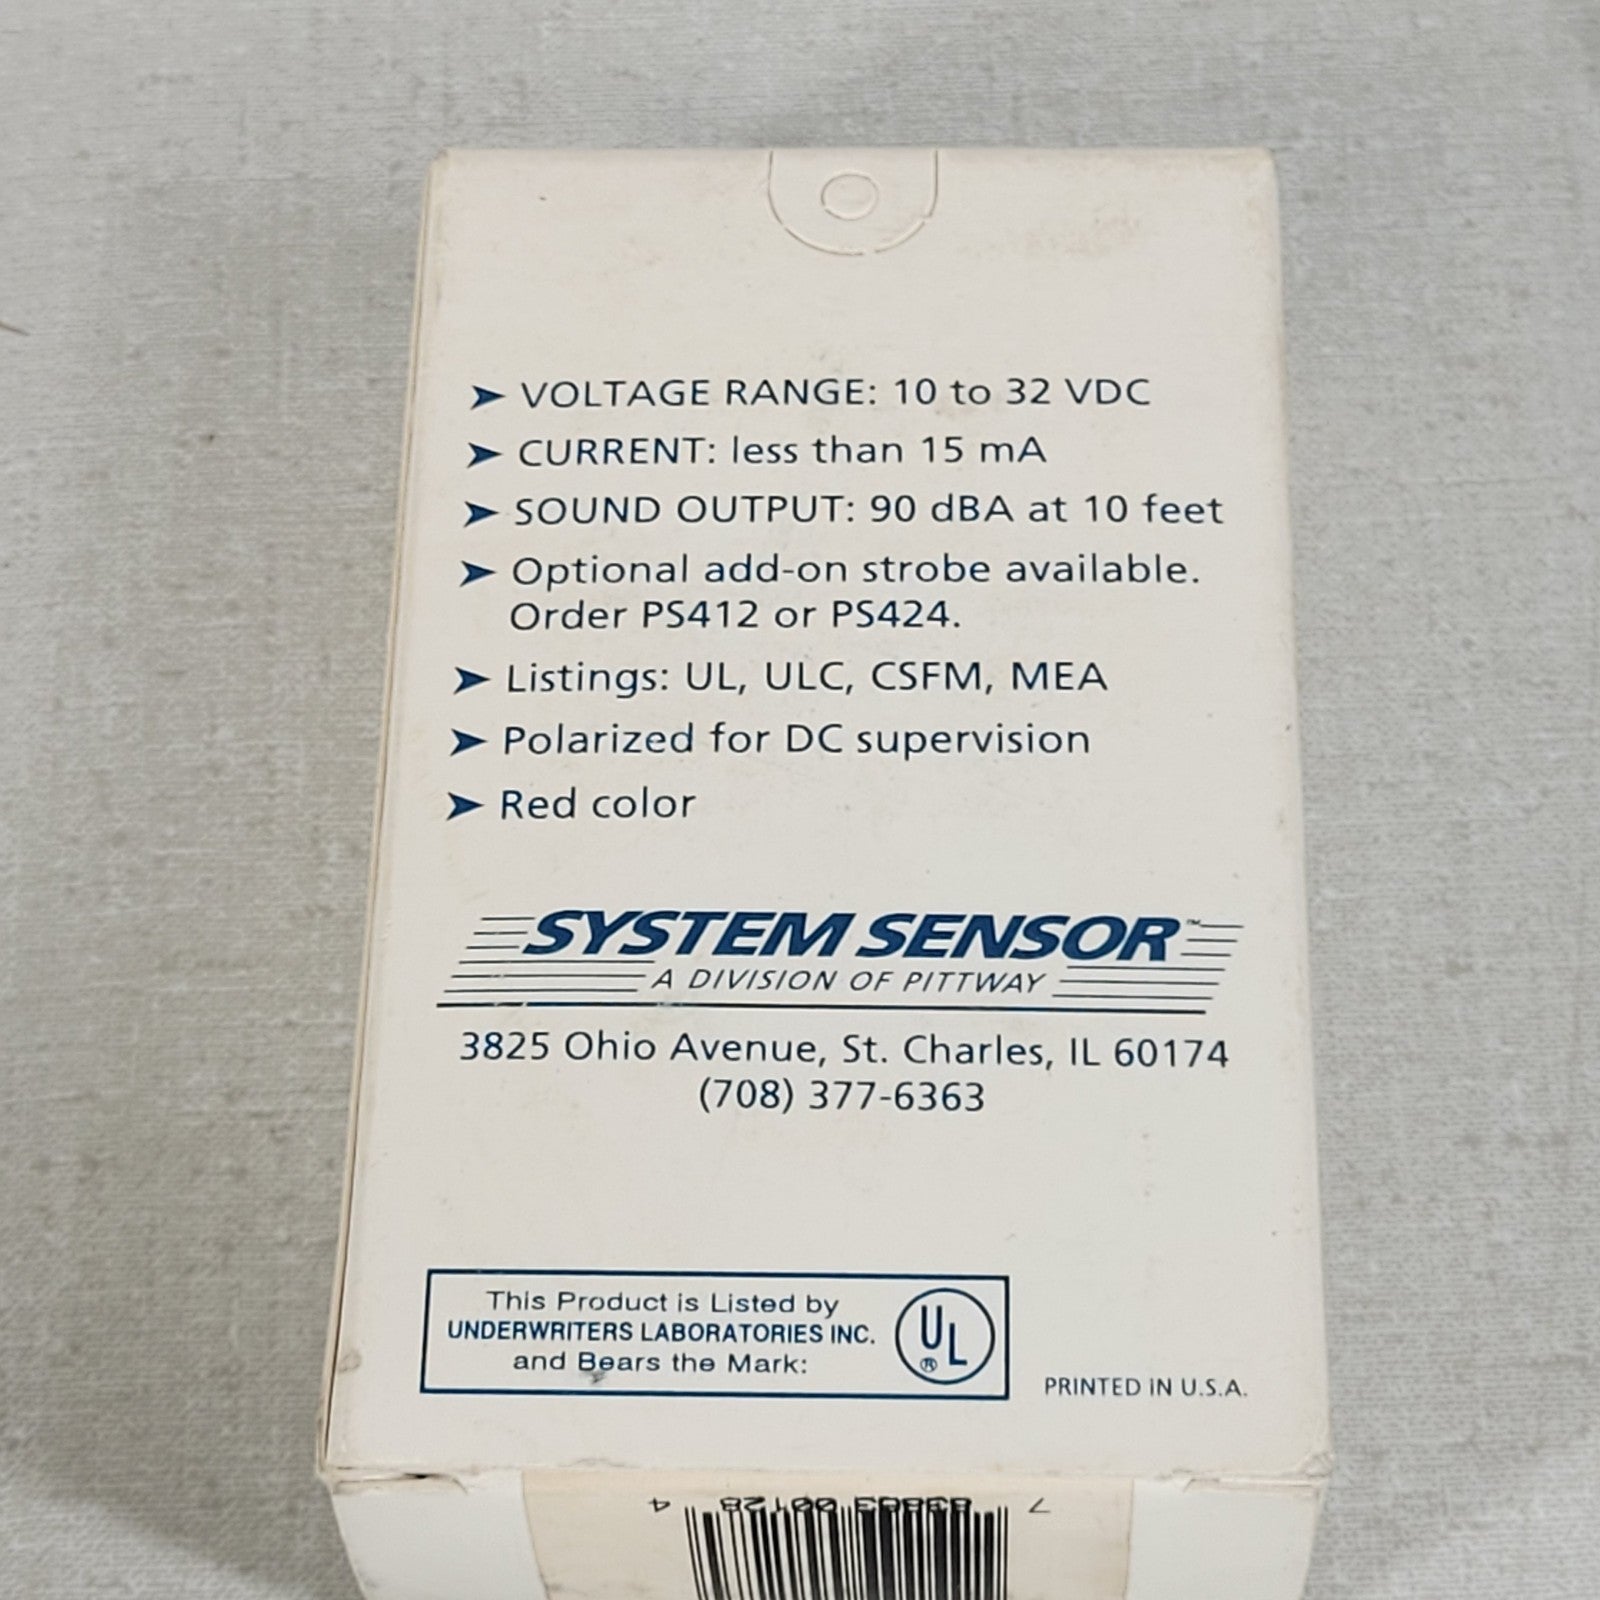 ➤ VOLTAGE RANGE: 10 to 32 VDC
➤ CURRENT: less than 15 mA
➤ SOUND OUTPUT: 90 dBA at 10 feet
➤ Optional add-on strobe available.
Order PS412 or PS424.
➤ Listings: UL, ULC, CSFM, MEA
➤ Polarized for DC supervision
➤ Red color
SYSTEM SENSOR™
A DIVISION OF PITTWAY
3825 Ohio Avenue, St. Charles, IL 60174
(708) 377-6363
This Product is Listed by
UNDERWRITERS LABORATORIES INC.
and Bears the Mark:
UL®
PRINTED IN U.S.A.